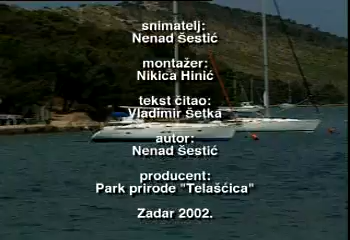 snimatelj:
Nenad Šestić
montažer:
Nikica Hinić
tekst čitao:
Vladimir Šetka
autor:
Nenad Šestić
producent:
Park prirode "Telašćica"
Zadar 2002.